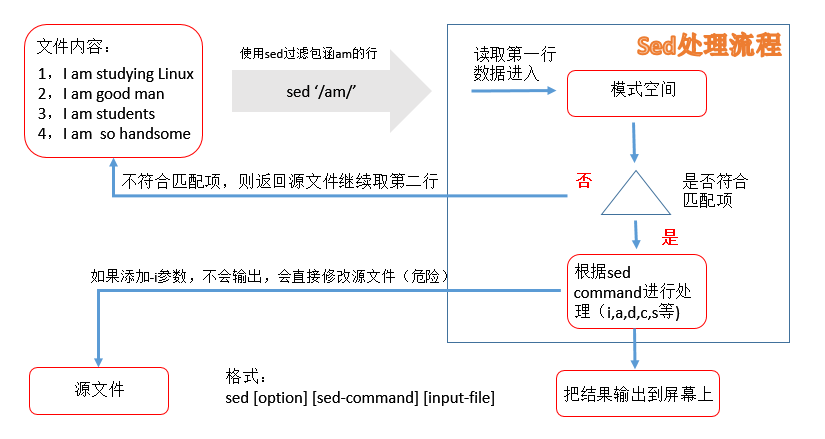 文件内容：
1，I am studying Linux
2，I am good man
3，I am students
4，I am  so handsome
使用sed过滤包涵am的行
sed ‘/am/’
Sed处理流程
读取第一行
数据进入
模式空间
不符合匹配项，则返回源文件继续取第二行
否
是否符合
匹配项
是
如果添加-i参数，不会输出，会直接修改源文件（危险）
根据sed
command进行处
理（i,a,d,c,s等)
源文件
格式：
sed [option] [sed-command] [input-file]
把结果输出到屏幕上